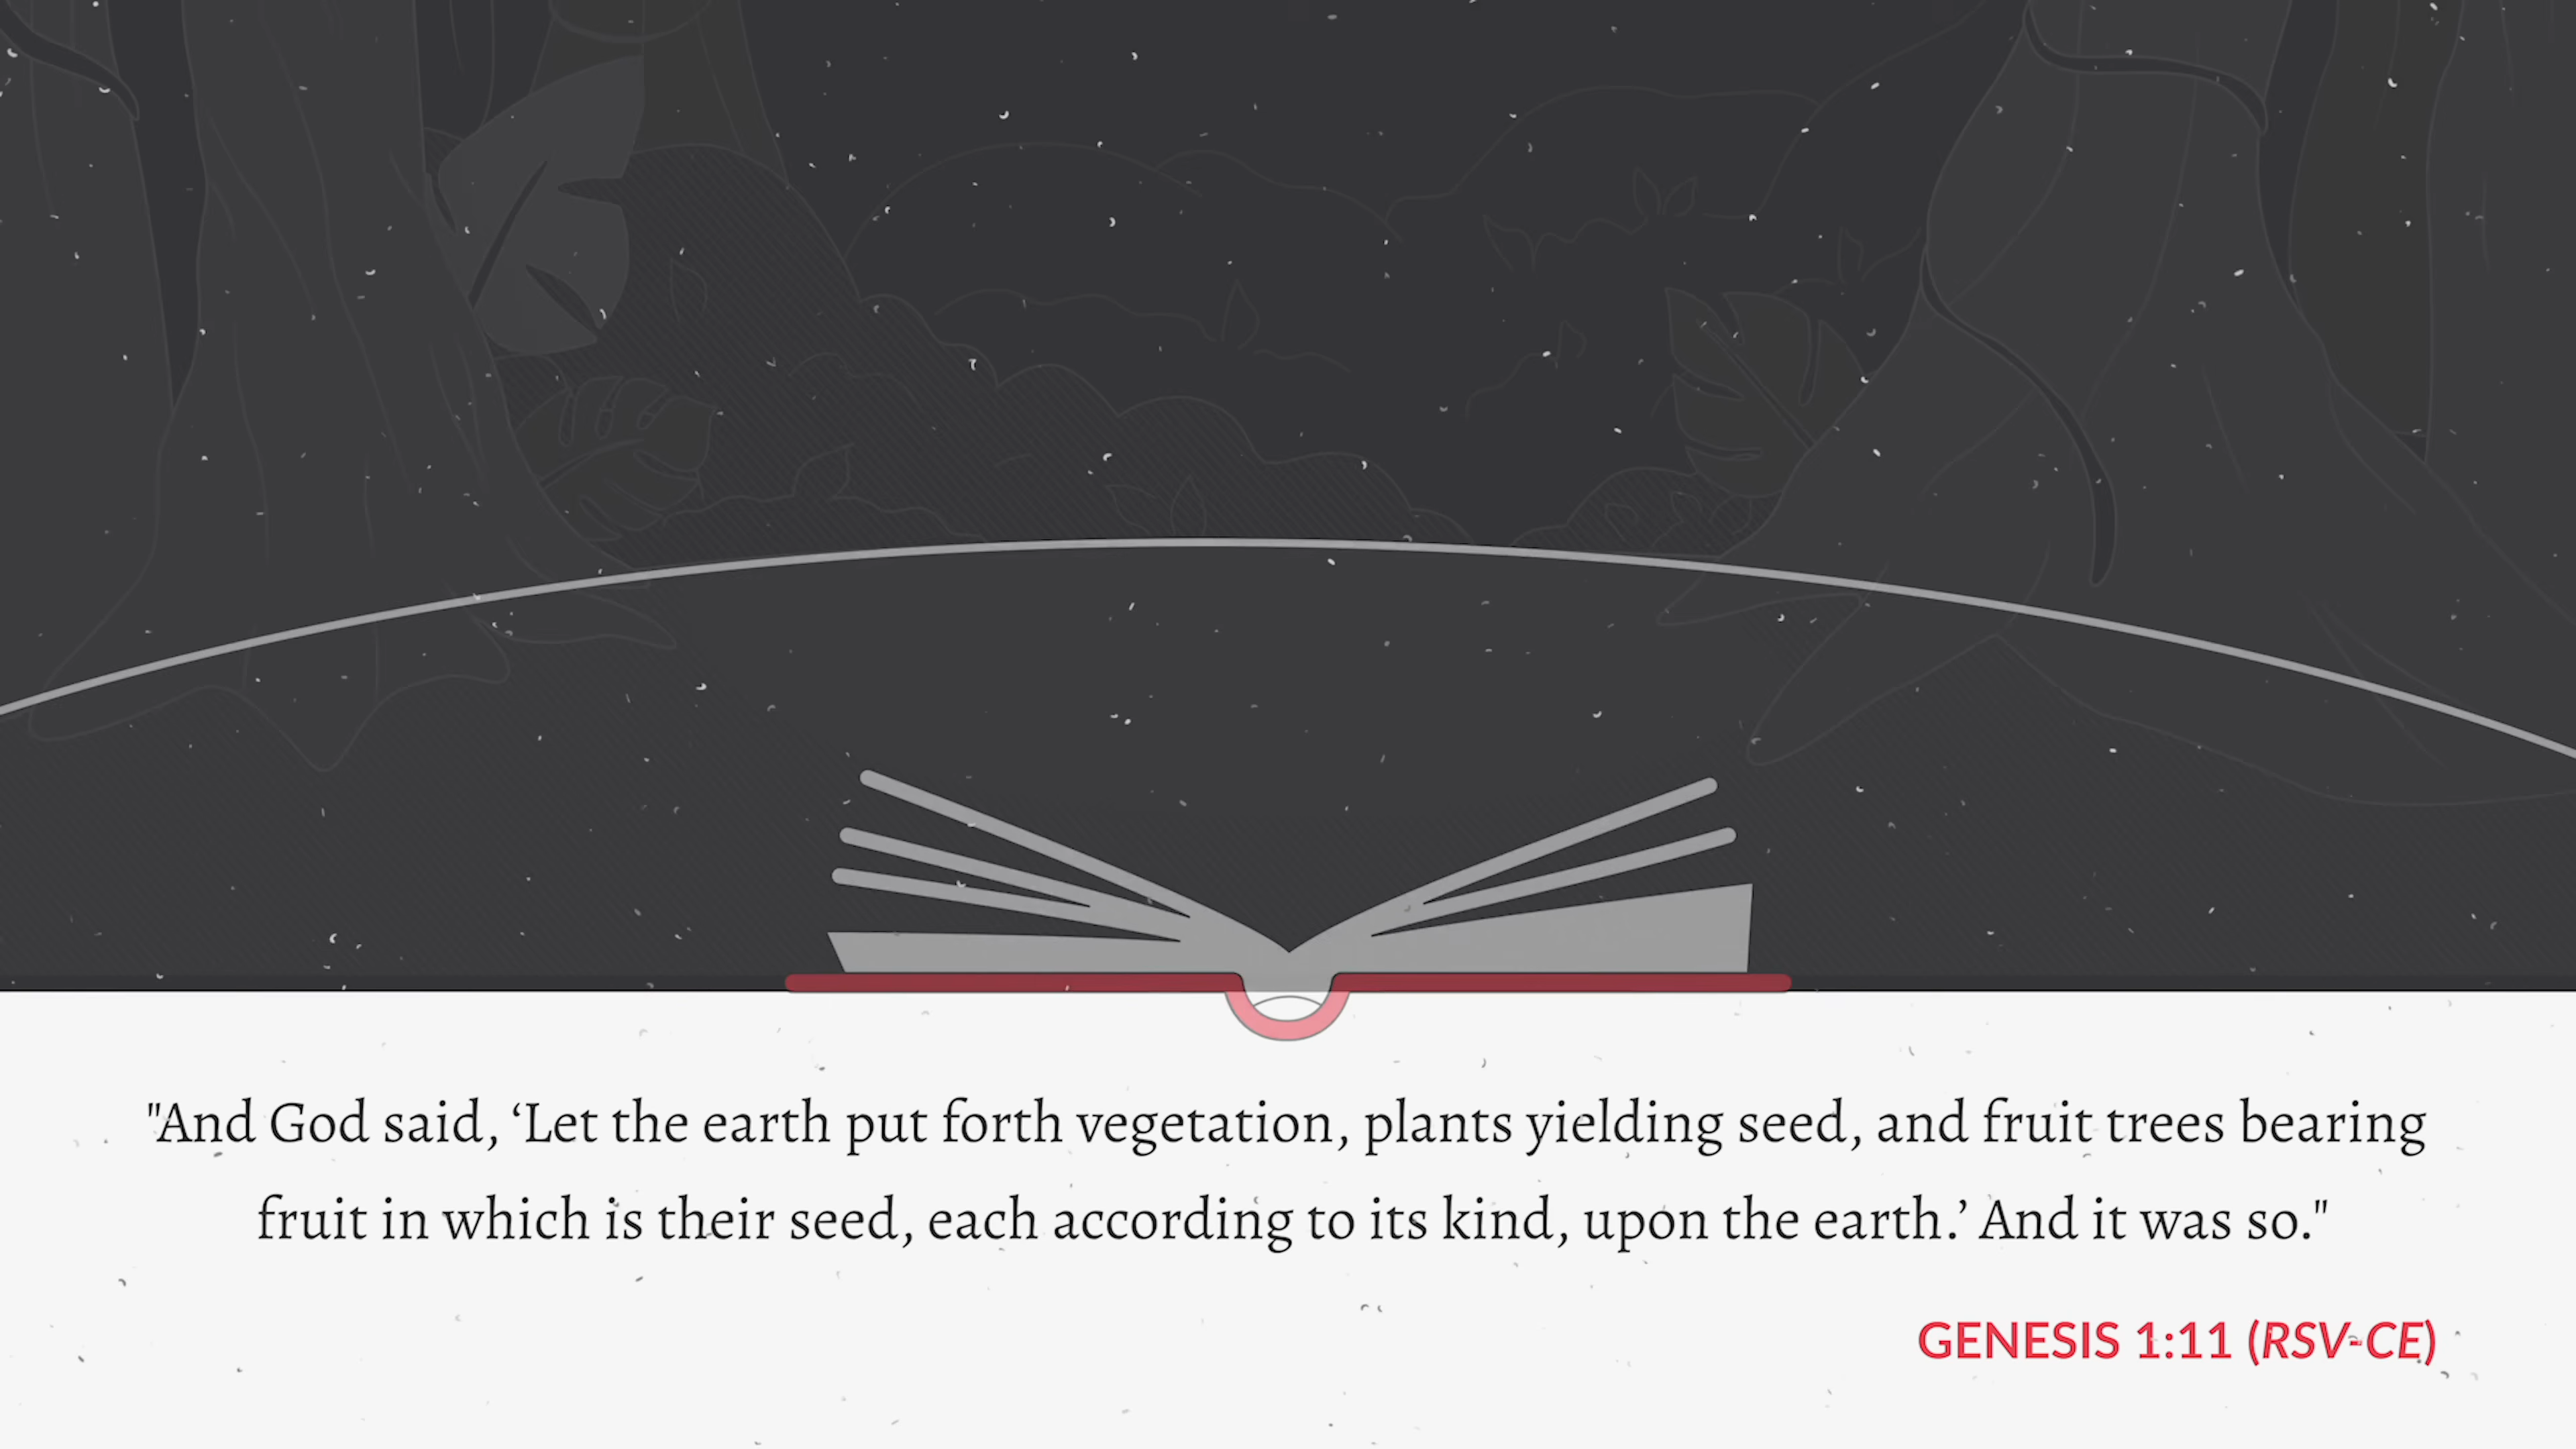 "And God said, ‘Let the earth put forth vegetation, plants yielding seed, and fruit trees bearing
fruit in which is their seed, each according to its kind, upon the earth.’ And it was so."
GENESIS 1:11 (RSV-CE)